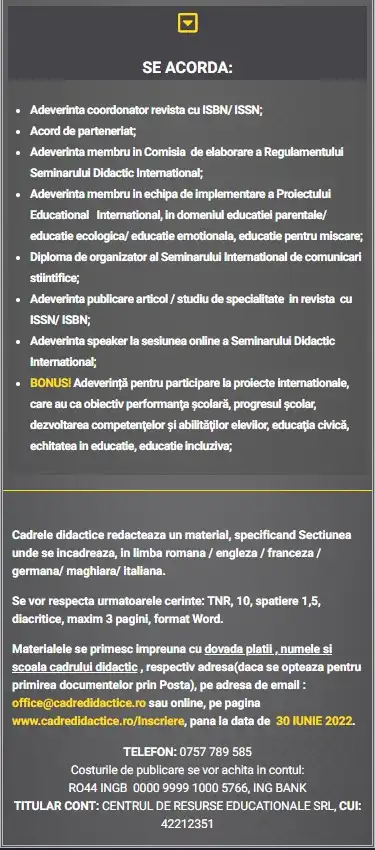 SE ACORDA:
Adeverinta coordonator revista cu ISBN/ ISSN;
Acord de parteneriat;
Adeverinta membru in Comisia de elaborare a Regulamentului
Seminarului Didactic International;
Adeverinta membru in echipa de implementare a Proiectului
Educational International, in domeniul educatiei parentale/
educatie ecologica/ educatie emotionala, educatie pentru miscare;
Diploma de organizator al Seminarului International de comunicari
stiintifice;
Adeverinta publicare articol / studiu de specialitate in revista cu
ISSN/ ISBN;
Adeverinta speaker la sesiunea online a Seminarului Didactic
International;
BONUS! Adeverință pentru participare la proiecte internationale,
care au ca obiectiv performanța școlară, progresul școlar,
dezvoltarea competențelor și abilităților elevilor, educația civică,
echitatea in educatie, educatie incluziva;
Cadrele didactice redacteaza un material, specificand Sectiunea
unde se incadreaza, in limba romana / engleza / franceza /
germana/ maghiara/ italiana.
Se vor respecta urmatoarele cerinte: TNR, 10, spatiere 1,5,
diacritice, maxim 3 pagini, format Word.
Materialele se primesc impreuna cu dovada platii , numele si
scoala cadrului didactic , respectiv adresa(daca se opteaza pentru
primirea documentelor prin Posta), pe adresa de email :
office@cadredidactice.ro sau online, pe pagina
www.cadredidactice.ro/Inscriere, pana la data de 30 IUNIE 2022.
TELEFON: 0757 789 585
Costurile de publicare se vor achita in contul:
RO44 INGB 0000 9999 1000 5766, ING BANK
TITULAR CONT: CENTRUL DE RESURSE EDUCATIONALE SRL, CUI:
42212351